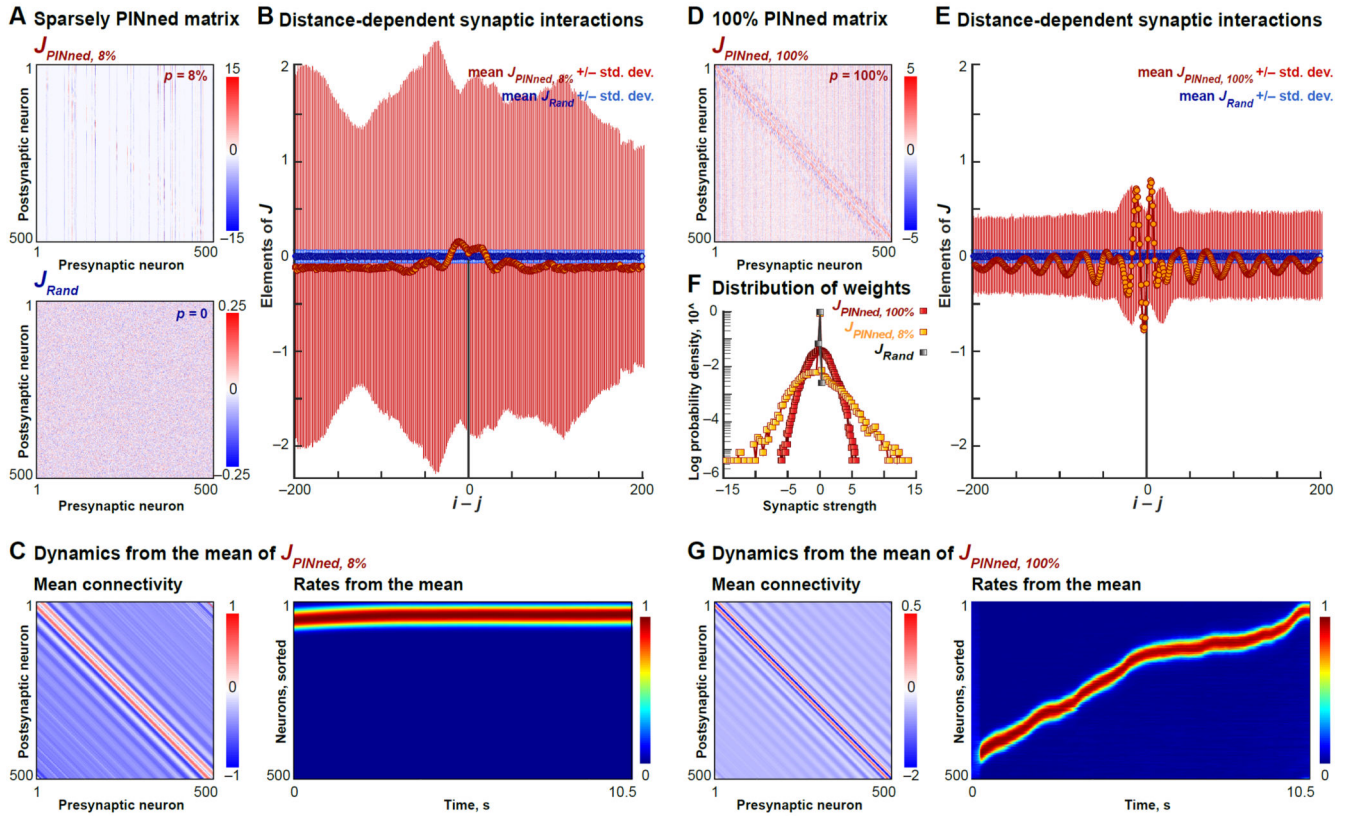 A Sparsely PINned matrix
J PINned, 8%
p = 8%
1
500
Postsynaptic neuron
1
500
Presynaptic neuron
15
0
−15
J Rand
p = 0
1
500
Postsynaptic neuron
1
500
Presynaptic neuron
0.25
0
−0.25
B Distance-dependent synaptic interactions
mean J PINned, 8% +/− std. dev.
mean J Rand +/− std. dev.
2
1
0
−1
−2
Elements of J
−200
0
200
i − j
C Dynamics from the mean of J PINned, 8%
Mean connectivity
1
500
Postsynaptic neuron
1
500
Presynaptic neuron
1
0
−1
Rates from the mean
1
500
Neurons, sorted
0
10.5
Time, s
1
0
D 100% PINned matrix
J PINned, 100%
p = 100%
1
500
Postsynaptic neuron
1
500
Presynaptic neuron
5
0
−5
E Distance-dependent synaptic interactions
mean J PINned, 100% +/− std. dev.
mean J Rand +/− std. dev.
2
1
0
−1
−2
Elements of J
−200
0
200
i − j
F Distribution of weights
J PINned, 100%
J PINned, 8%
J Rand
0
−2
−4
−6
Log probability density, 10^
−15
−5
0
5
15
Synaptic strength
G Dynamics from the mean of J PINned, 100%
Mean connectivity
1
500
Postsynaptic neuron
1
500
Presynaptic neuron
0.5
0
−2
Rates from the mean
1
500
Neurons, sorted
0
10.5
Time, s
1
0